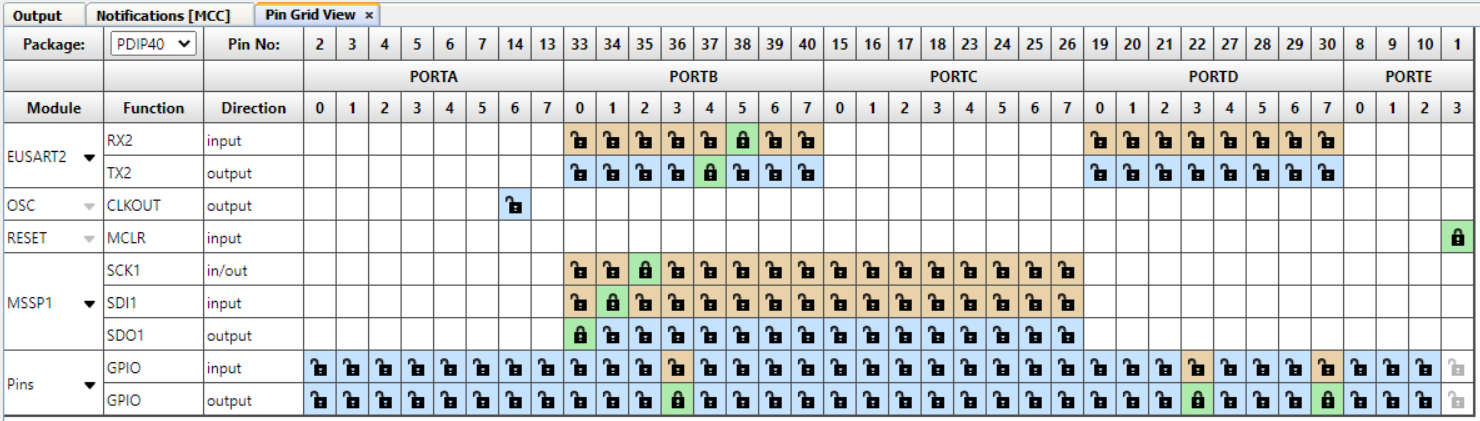 Output Notifications [MCC] Pin Grid View ×
Package: PDIP40 Pin No: 2 3 4 5 6 7 14 13 33 34 35 36 37 38 39 40 15 16 17 18 23 24 25 26 19 20 21 22 27 28 29 30 8 9 10 1
PORTA PORTB PORTC PORTD PORTE
Module Function Direction 0 1 2 3 4 5 6 7 0 1 2 3 4 5 6 7 0 1 2 3 4 5 6 7 0 1 2 3 4 5 6 7 0 1 2 3
EUSART2 RX2 input
TX2 output
OSC CLKOUT output
RESET MCLR input
SCK1 in/out
MSSP1 SDI1 input
SDO1 output
Pins GPIO input
GPIO output